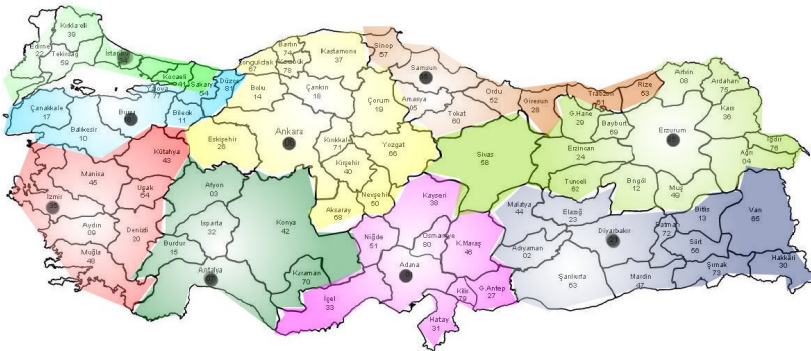 Kırklareli
39
Edirne
22
Tekirdağ
59
İstanbul
Kocaeli
41
Sakarya
54
Düzce
81
Yalova
77
Çanakkale
17
Balıkesir
10
Bursa
Bilecik
11
Kütahya
43
Manisa
45
Uşak
64
İzmir
35
Aydın
09
Denizli
20
Muğla
48
Afyon
03
Isparta
32
Burdur
15
Antalya
Konya
42
Karaman
70
Eskişehir
26
Bolu
14
Zonguldak
67
Bartın
74
Karabük
78
Kastamonu
37
Çankırı
18
Ankara
06
Kırıkkale
71
Kırşehir
40
Çorum
19
Yozgat
66
Nevşehir
50
Aksaray
68
Sinop
57
Samsun
55
Amasya
05
Tokat
60
Ordu
52
Giresun
28
Trabzon
61
Rize
53
Artvin
08
Ardahan
75
Kars
36
Iğdır
76
Ağrı
04
Erzurum
25
G.Hane
29
Bayburt
69
Erzincan
24
Tunceli
62
Bingöl
12
Muş
49
Sivas
58
Kayseri
38
Niğde
51
Adana
Osmaniye
80
K.Maraş
46
İçel
33
Hatay
31
Kilis
79
G.Antep
27
Malatya
44
Elazığ
23
Adıyaman
02
Şanlıurfa
63
Diyarbakır
21
Mardin
47
Batman
72
Bitlis
13
Siirt
56
Şırnak
73
Van
65
Hakkâri
30